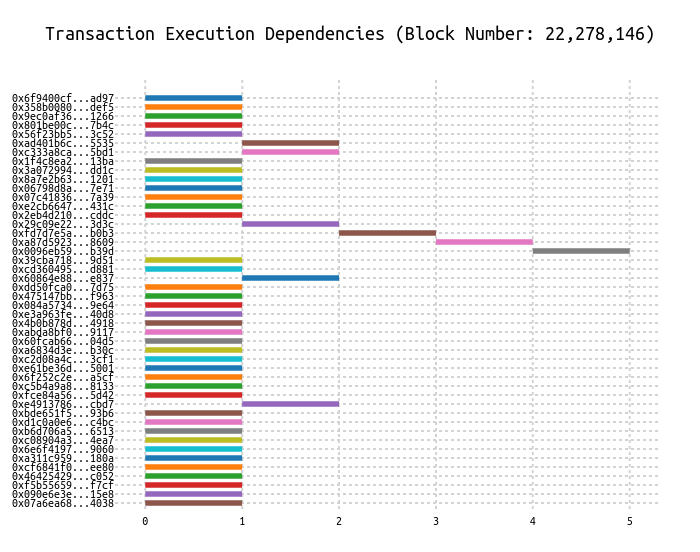 Transaction Execution Dependencies (Block Number: 22,278,146)
0x6f9400cf...ad97
0x358b0080...def5
0x9ec0af36...1266
0x801be00c...7b4c
0x56f23bb5...3c52
0xad401b6c...5535
0xc333a8ca...5bd1
0x1f4c8ea2...13ba
0x3a072994...dd1c
0x8a7e2b63...1201
0x06798d8a...7e71
0x07c41836...7a39
0xe2cb6647...431c
0x2eb4d210...cddc
0x29c09e22...3d3c
0xfd7d7e5a...b0b3
0xa87d5923...8609
0x0096eb59...b39d
0x39cba718...9d51
0xcd360495...d881
0x60864e88...e837
0xdd50fca0...7d75
0x475147bb...f963
0x084a5734...9e64
0xe3a963fe...40d8
0x4b0b878d...4918
0xabda8bf0...9117
0x60fcab66...04d5
0xa6834d3e...b30c
0xc2d08a4c...3cf1
0xe61be36d...5001
0x6f252c2e...a5cf
0xc5b4a9a8...8133
0xfce84a56...5d42
0xe4913786...cbd7
0xbde651f5...93b6
0xd1c0a0e6...c4bc
0xb6d706a5...6513
0xc08904a3...4ea7
0x6e6f4197...9060
0xa311c959...180a
0xcf6841f0...ee80
0x46425429...c052
0xf5b55659...f7cf
0x090e6e3e...15e8
0x07a6ea68...4038
0 1 2 3 4 5